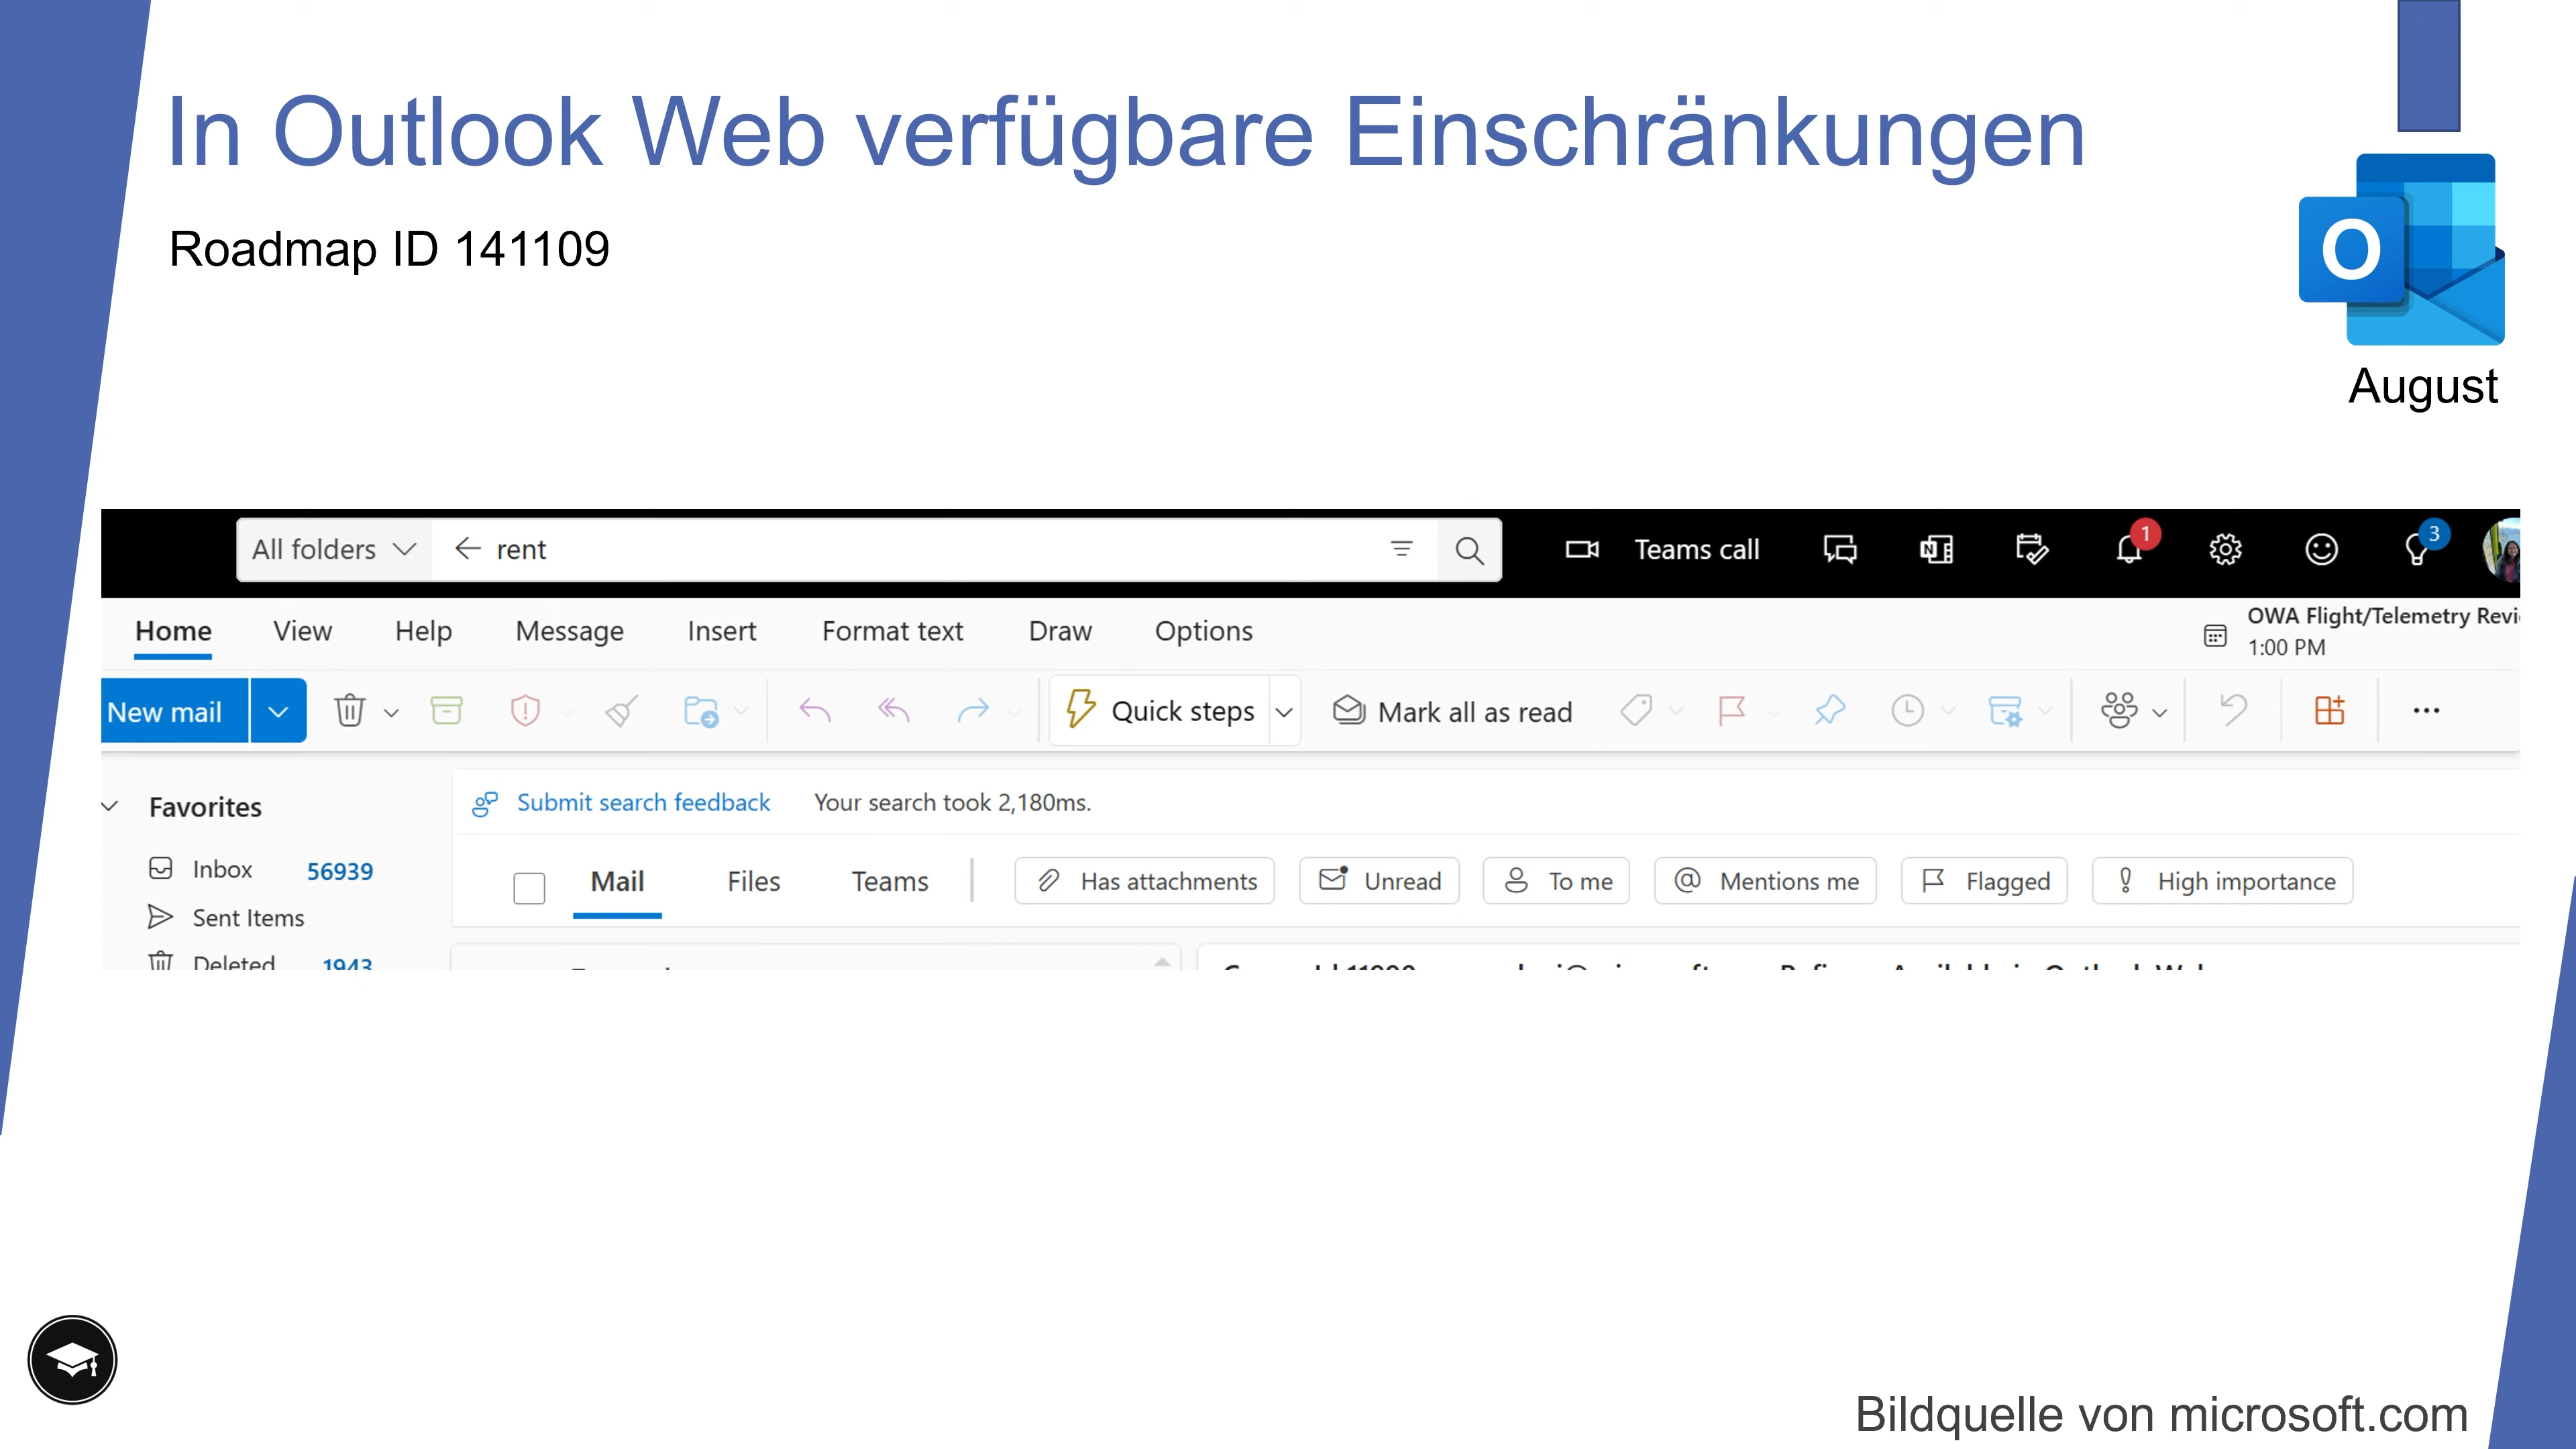 In Outlook Web verfügbare Einschränkungen
Roadmap ID 141109
O
August
All folders rent Teams call N 1 3
Home View Help Message Insert Format text Draw Options
OWA Flight/Telemetry Revi
1:00 PM
New mail Quick steps Mark all as read
Favorites
Submit search feedback Your search took 2,180ms.
Inbox 56939
Mail Files Teams Has attachments Unread To me @ Mentions me Flagged High importance
Sent Items
Deleted 1943
Bildquelle von microsoft.com